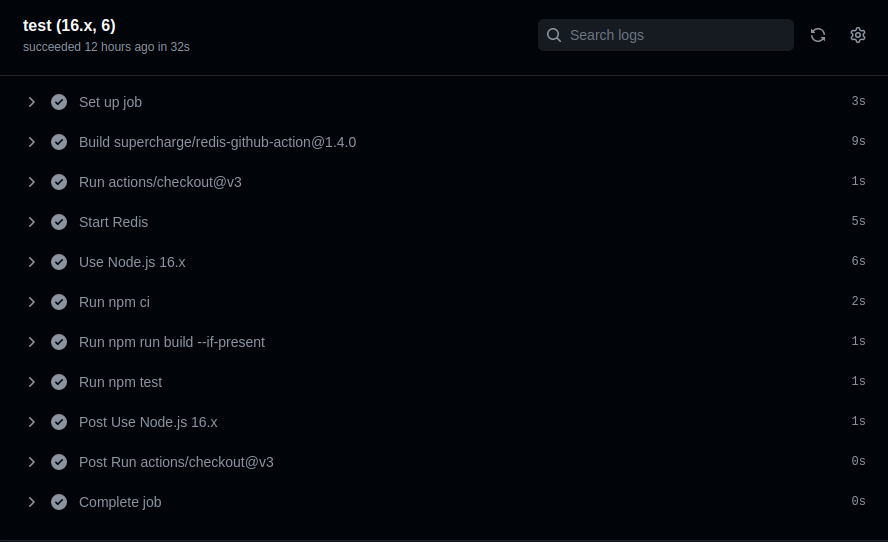 test (16.x, 6)
succeeded 12 hours ago in 32s
Search logs
Set up job 3s
Build supercharge/redis-github-action@1.4.0 9s
Run actions/checkout@v3 1s
Start Redis 5s
Use Node.js 16.x 6s
Run npm ci 2s
Run npm run build --if-present 1s
Run npm test 1s
Post Use Node.js 16.x 1s
Post Run actions/checkout@v3 0s
Complete job 0s